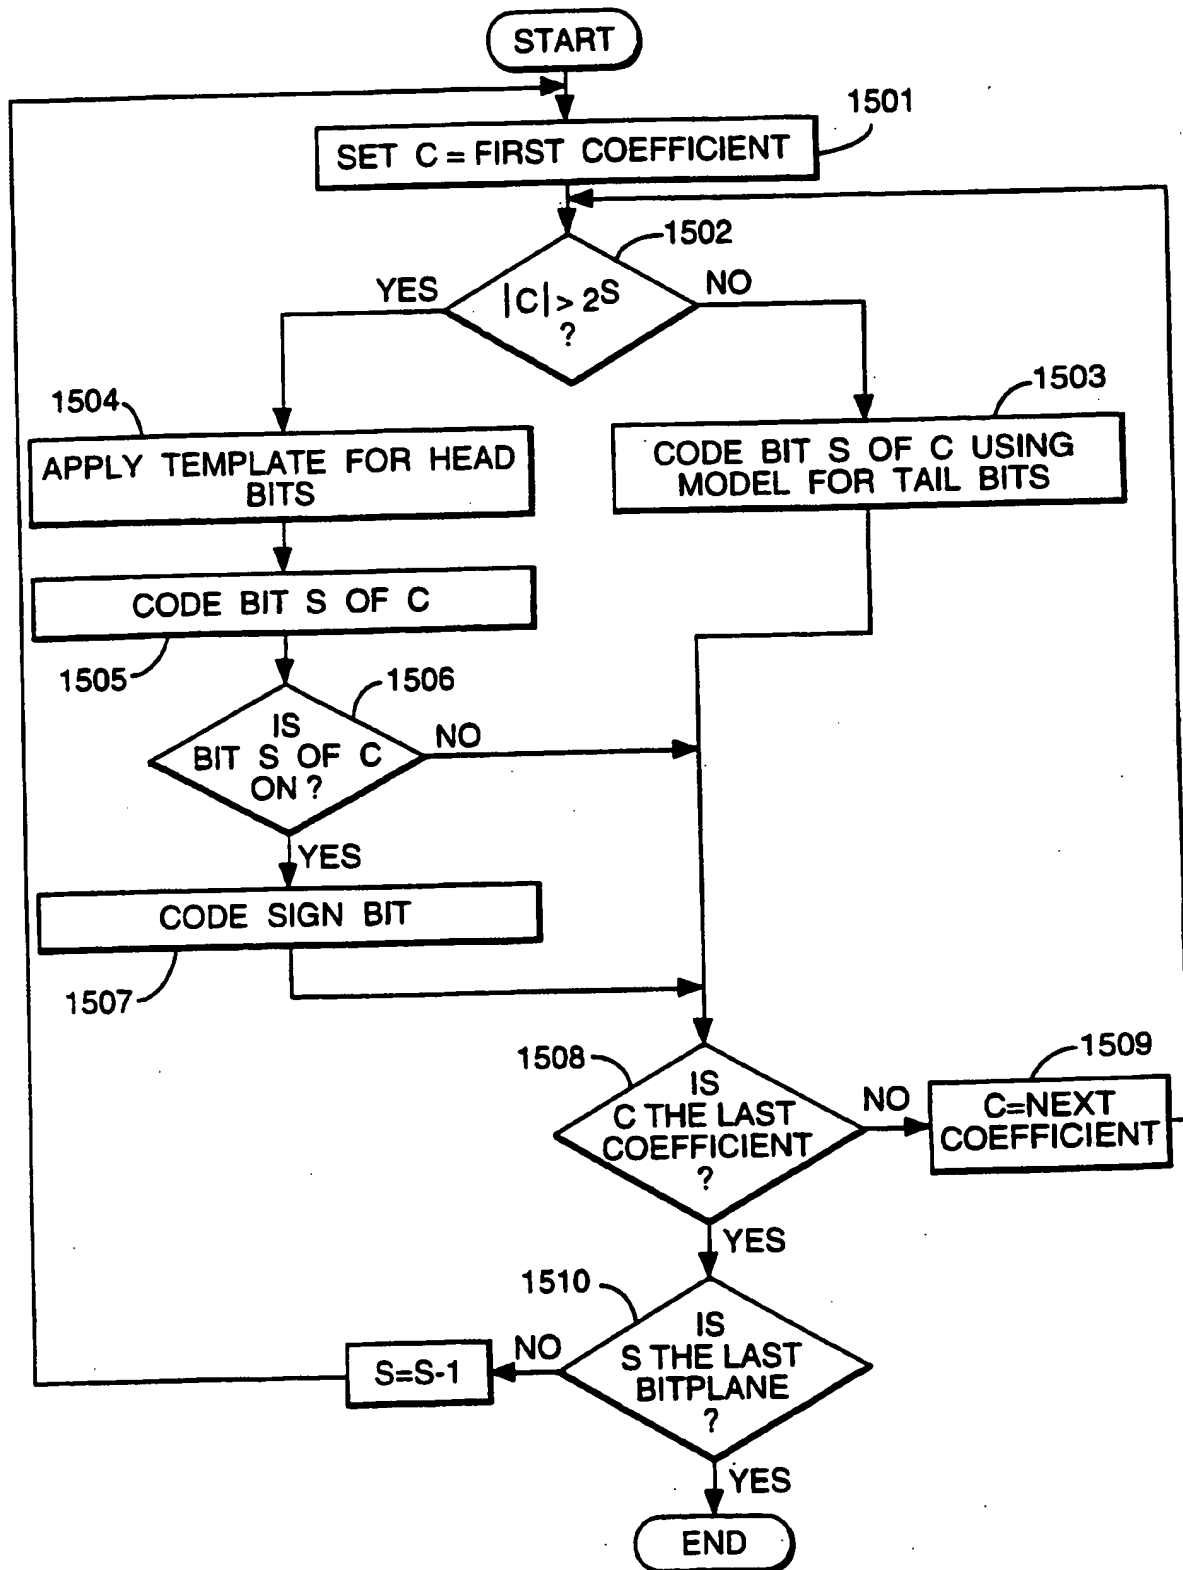 START
1501
SET C = FIRST COEFFICIENT
1502
YES
NO
|C| > 2^S
?
1504
1503
APPLY TEMPLATE FOR HEAD
BITS
CODE BIT S OF C USING
MODEL FOR TAIL BITS
CODE BIT S OF C
1505
1506
IS
BIT S OF C
ON ?
NO
YES
CODE SIGN BIT
1507
1508
1509
IS
C THE LAST
COEFFICIENT
?
NO
C=NEXT
COEFFICIENT
YES
1510
IS
S THE LAST
BITPLANE
?
NO
S=S-1
YES
END